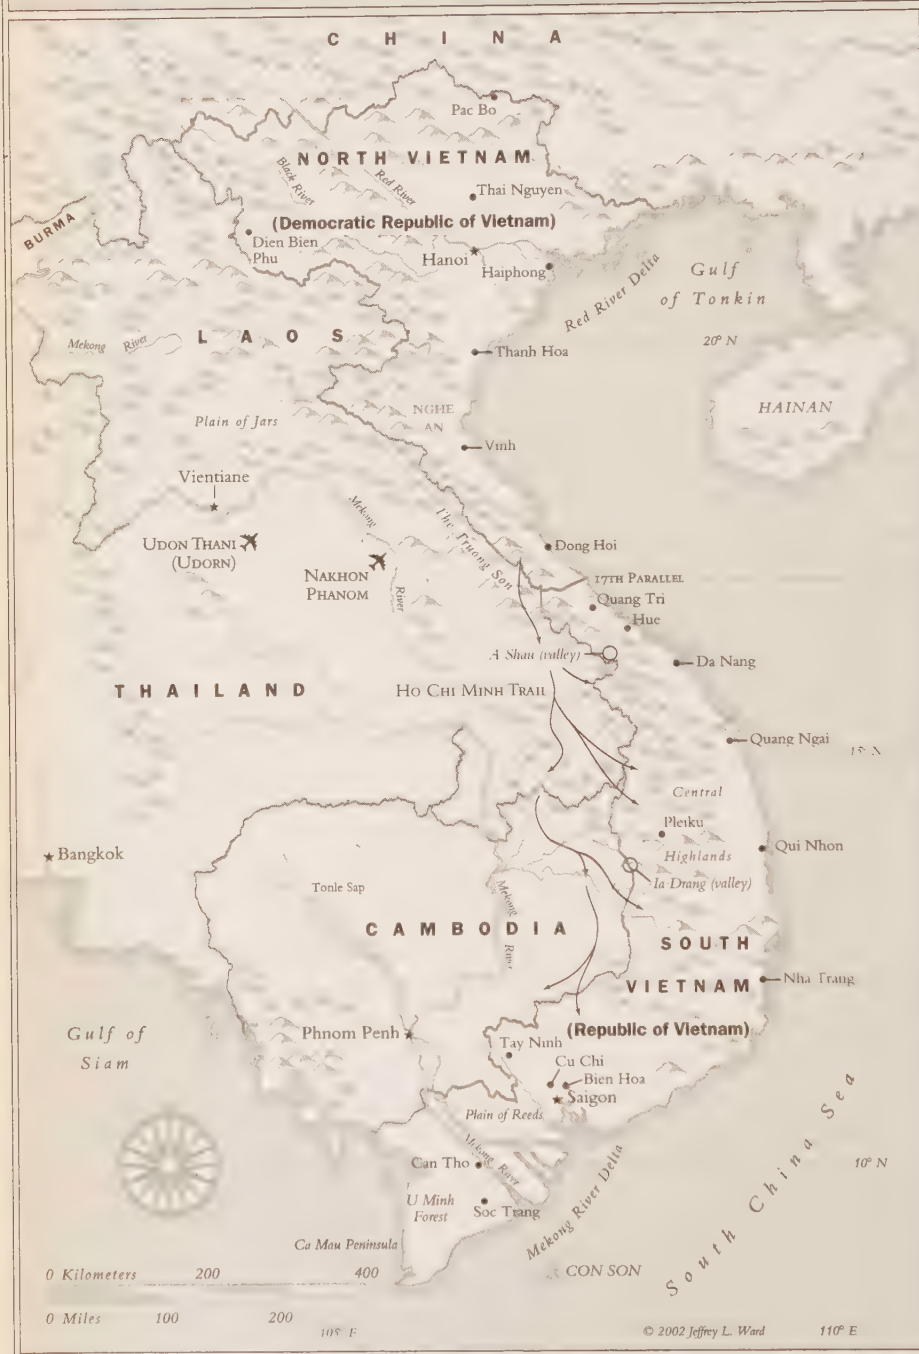 CHINA
Pac Bo
NORTH VIETNAM
Black River
Red River
Thai Nguyen
BURMA
(Democratic Republic of Vietnam)
Dien Bien
Phu
Hanoi
Haiphong
Red River Delta
Gulf
of Tonkin
LAOS
Mekong River
20° N
Thanh Hoa
HAINAN
NGHE
AN
Plain of Jars
Vinh
Vientiane
Mekong
River
The Truong Son
UDON THANI
(UDORN)
Dong Hoi
NAKHON
PHANOM
17TH PARALLEL
Quang Tri
Hue
A Shau (valley)
Da Nang
THAILAND
HO CHI MINH TRAIL
Quang Ngai
15° N
Central
Pleiku
Highlands
Qui Nhon
Bangkok
Ia Drang (valley)
Tonle Sap
Mekong
River
CAMBODIA
SOUTH
VIETNAM
Nha Trang
(Republic of Vietnam)
Gulf of
Siam
Phnom Penh
Tay Ninh
Cu Chi
Bien Hoa
Saigon
Plain of Reeds
South China Sea
Mekong River
Can Tho
10° N
U Minh
Forest
Soc Trang
Mekong River Delta
Ca Mau Peninsula
CON SON
0 Kilometers 200 400
0 Miles 100 200
105° E
© 2002 Jeffrey L. Ward
110° E